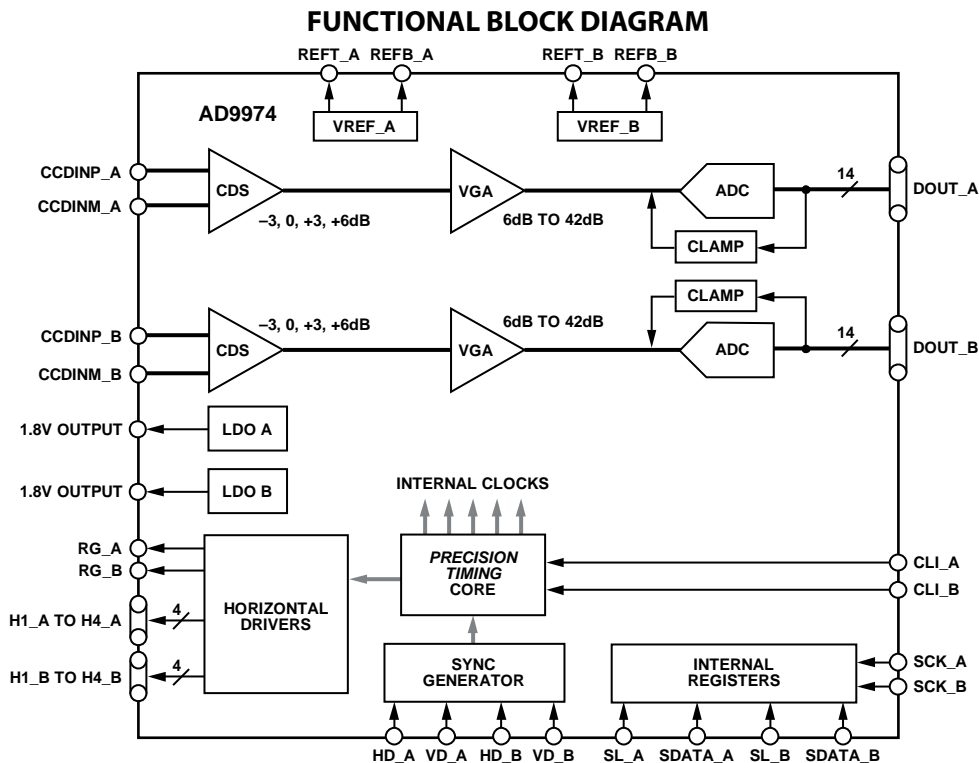 FUNCTIONAL BLOCK DIAGRAM
REFT_A REFB_A REFT_B REFB_B
AD9974
VREF_A VREF_B
CCDINP_A
CCDINM_A
CDS
–3, 0, +3, +6dB
VGA
6dB TO 42dB
ADC
14
DOUT_A
CLAMP
CLAMP
CCDINP_B
CCDINM_B
CDS
–3, 0, +3, +6dB
VGA
6dB TO 42dB
ADC
14
DOUT_B
1.8V OUTPUT
LDO A
1.8V OUTPUT
LDO B
INTERNAL CLOCKS
RG_A
RG_B
H1_A TO H4_A
4
H1_B TO H4_B
4
HORIZONTAL
DRIVERS
PRECISION
TIMING
CORE
CLI_A
CLI_B
SYNC
GENERATOR
INTERNAL
REGISTERS
SCK_A
SCK_B
HD_A VD_A HD_B VD_B SL_A SDATA_A SL_B SDATA_B